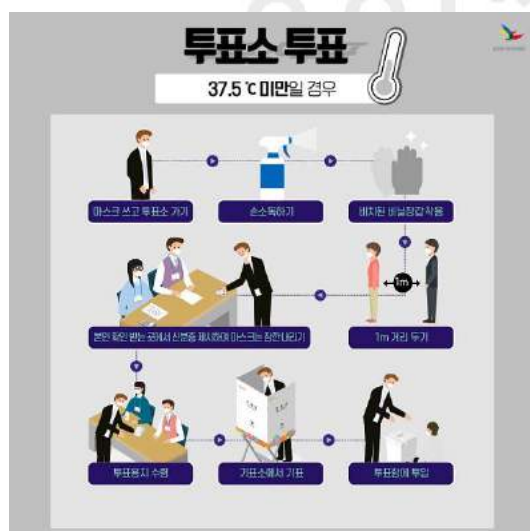 투표소 투표
37.5℃ 미만일 경우
마스크 쓰고 투표소 가기
손소독하기
비치된 비닐장갑 착용
본인 확인 받는 곳에서 신분증 제시하며 마스크는 잠깐 내리기
1m
1m 거리 두기
투표용지 수령
기표소에서 기표
투표함에 투입